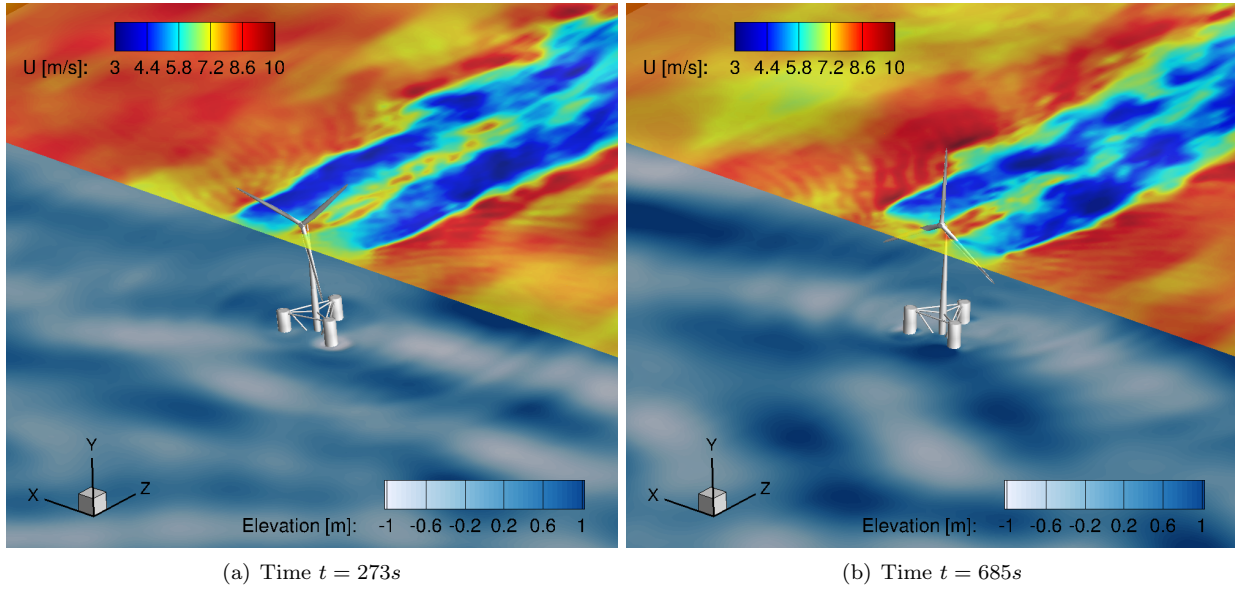 U [m/s]: 3 4.4 5.8 7.2 8.6 10
Y
X Z
Elevation [m]: -1 -0.6 -0.2 0.2 0.6 1
(a) Time t = 273s
U [m/s]: 3 4.4 5.8 7.2 8.6 10
Y
X Z
Elevation [m]: -1 -0.6 -0.2 0.2 0.6 1
(b) Time t = 685s